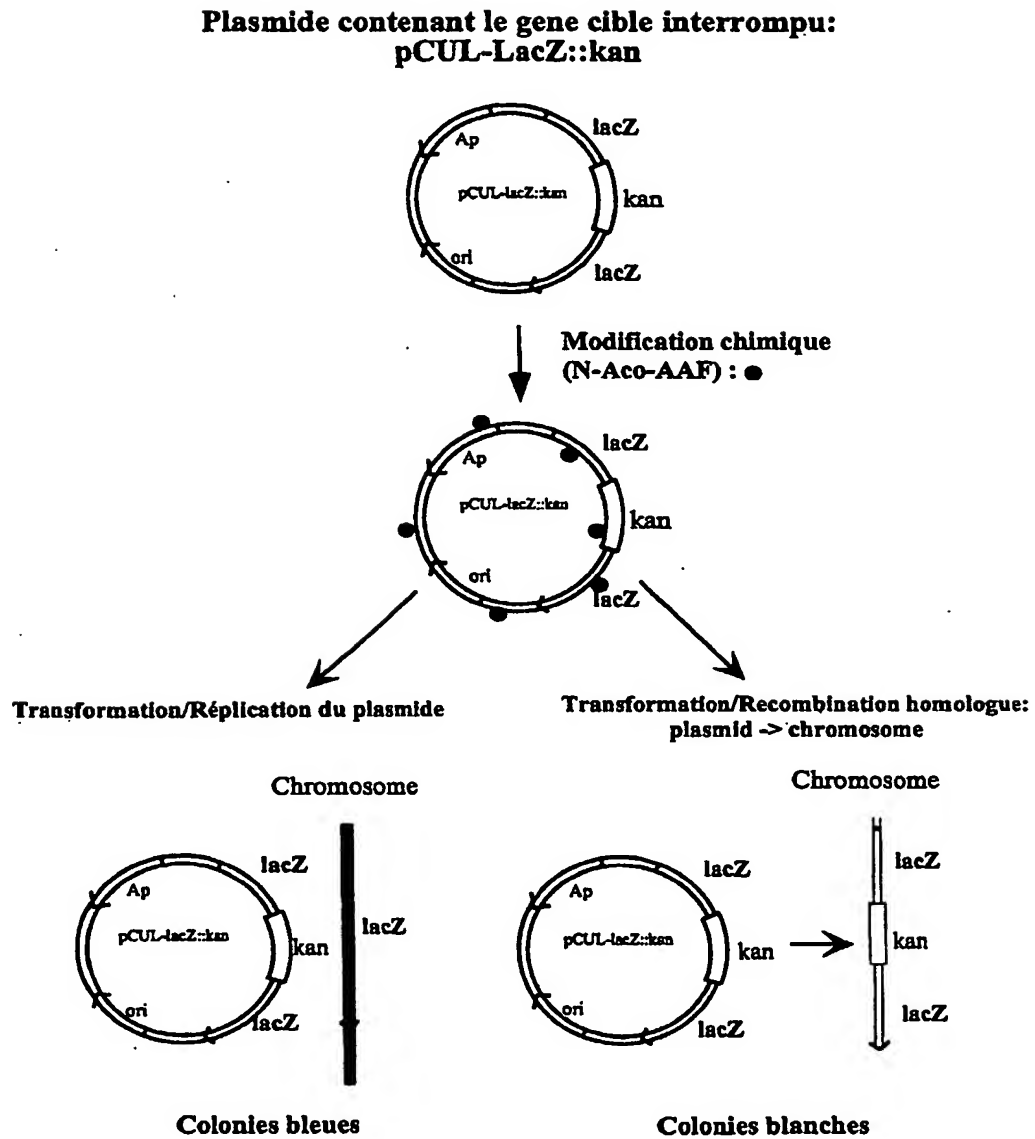 Plasmide contenant le gene cible interrompu:
pCUL-LacZ::kan
lacZ
Ap
pCUL-lacZ::kan
kan
ori
lacZ
Modification chimique
(N-Aco-AAF) : ●
lacZ
Ap
pCUL-lacZ::kan
kan
ori
lacZ
Transformation/Réplication du plasmide
Transformation/Recombination homologue:
plasmid -> chromosome
Chromosome
lacZ
Ap
pCUL-lacZ::kan
kan
lacZ
ori
lacZ
Colonies bleues
Chromosome
lacZ
Ap
pCUL-lacZ::kan
kan
ori
lacZ
lacZ
kan
lacZ
Colonies blanches